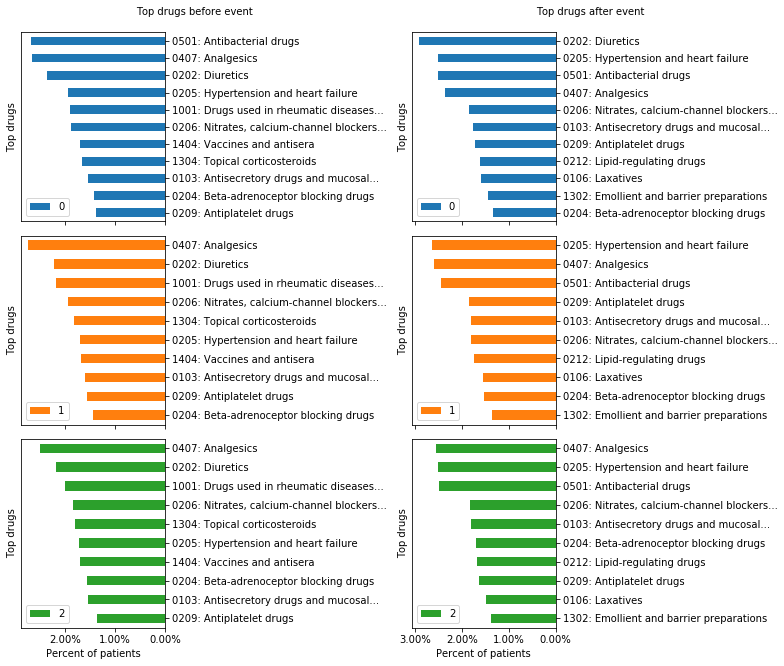 Top drugs before event
Top drugs
0501: Antibacterial drugs
0407: Analgesics
0202: Diuretics
0205: Hypertension and heart failure
1001: Drugs used in rheumatic diseases...
0206: Nitrates, calcium-channel blockers...
1404: Vaccines and antisera
1304: Topical corticosteroids
0103: Antisecretory drugs and mucosal...
0204: Beta-adrenoceptor blocking drugs
0209: Antiplatelet drugs
0
Top drugs
0407: Analgesics
0202: Diuretics
1001: Drugs used in rheumatic diseases...
0206: Nitrates, calcium-channel blockers...
1304: Topical corticosteroids
0205: Hypertension and heart failure
1404: Vaccines and antisera
0103: Antisecretory drugs and mucosal...
0209: Antiplatelet drugs
0204: Beta-adrenoceptor blocking drugs
1
Top drugs
0407: Analgesics
0202: Diuretics
1001: Drugs used in rheumatic diseases...
0206: Nitrates, calcium-channel blockers...
1304: Topical corticosteroids
0205: Hypertension and heart failure
1404: Vaccines and antisera
0204: Beta-adrenoceptor blocking drugs
0103: Antisecretory drugs and mucosal...
0209: Antiplatelet drugs
2
2.00% 1.00% 0.00%
Percent of patients
Top drugs after event
Top drugs
0202: Diuretics
0205: Hypertension and heart failure
0501: Antibacterial drugs
0407: Analgesics
0206: Nitrates, calcium-channel blockers...
0103: Antisecretory drugs and mucosal...
0209: Antiplatelet drugs
0212: Lipid-regulating drugs
0106: Laxatives
1302: Emollient and barrier preparations
0204: Beta-adrenoceptor blocking drugs
0
Top drugs
0205: Hypertension and heart failure
0407: Analgesics
0501: Antibacterial drugs
0209: Antiplatelet drugs
0103: Antisecretory drugs and mucosal...
0206: Nitrates, calcium-channel blockers...
0212: Lipid-regulating drugs
0106: Laxatives
0204: Beta-adrenoceptor blocking drugs
1302: Emollient and barrier preparations
1
Top drugs
0407: Analgesics
0205: Hypertension and heart failure
0501: Antibacterial drugs
0206: Nitrates, calcium-channel blockers...
0103: Antisecretory drugs and mucosal...
0204: Beta-adrenoceptor blocking drugs
0212: Lipid-regulating drugs
0209: Antiplatelet drugs
0106: Laxatives
1302: Emollient and barrier preparations
2
3.00% 2.00% 1.00% 0.00%
Percent of patients